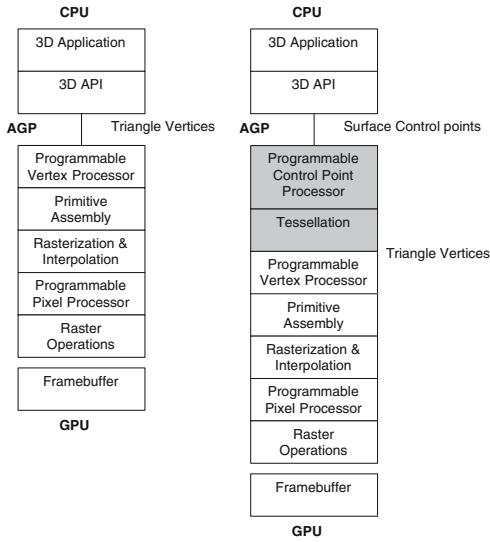 CPU
3D Application
3D API
AGP
Triangle Vertices
Programmable
Vertex Processor
Primitive
Assembly
Rasterization &
Interpolation
Programmable
Pixel Processor
Raster
Operations
Framebuffer
GPU
CPU
3D Application
3D API
AGP
Surface Control points
Programmable
Control Point
Processor
Tessellation
Triangle Vertices
Programmable
Vertex Processor
Primitive
Assembly
Rasterization &
Interpolation
Programmable
Pixel Processor
Raster
Operations
Framebuffer
GPU